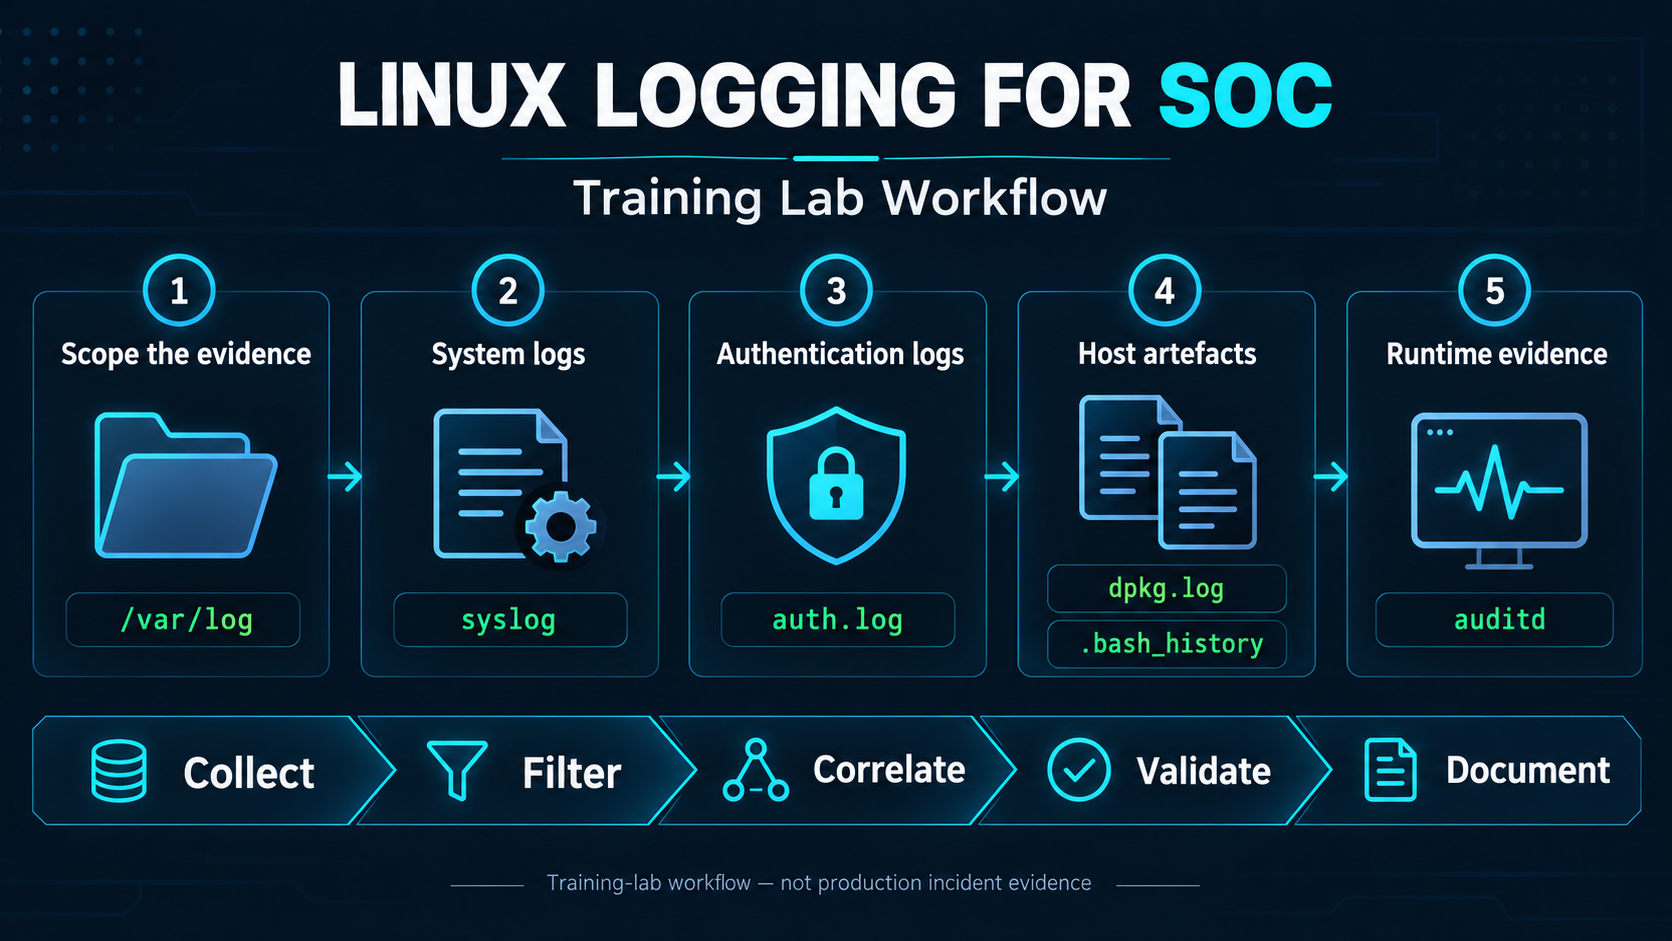 LINUX LOGGING FOR SOC
Training Lab Workflow
1
Scope the evidence
/var/log
2
System logs
syslog
3
Authentication logs
auth.log
4
Host artefacts
dpkg.log
.bash_history
5
Runtime evidence
auditd
Collect
Filter
Correlate
Validate
Document
Training-lab workflow — not production incident evidence